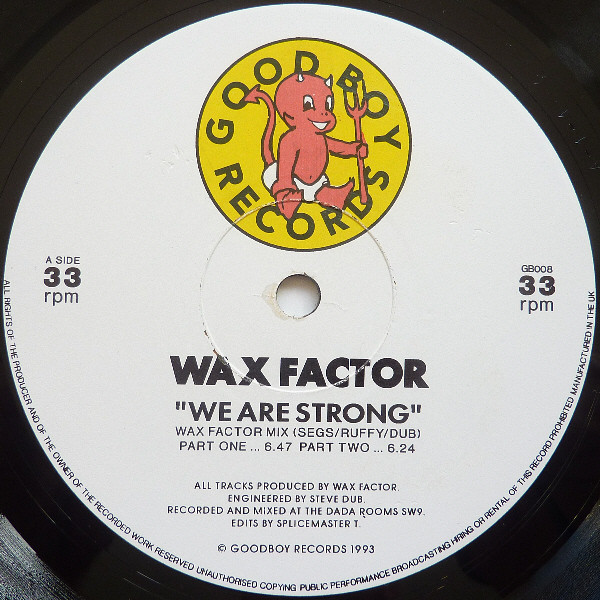 GOOD BOY
RECORDS
A SIDE
33
rpm
GB008
33
rpm
WAX FACTOR
"WE ARE STRONG"
WAX FACTOR MIX (SEGS/RUFFY/DUB)
PART ONE ... 6.47 PART TWO ... 6.24
ALL TRACKS PRODUCED BY WAX FACTOR.
ENGINEERED BY STEVE DUB.
RECORDED AND MIXED AT THE DADA ROOMS SW9.
EDITS BY SPLICEMASTER T.
© GOODBOY RECORDS 1993
ALL RIGHTS OF THE PRODUCER AND OF THE OWNER OF THE RECORDED WORK RESERVED UNAUTHORISED COPYING PUBLIC PERFORMANCE BROADCASTING HIRING OR RENTAL OF THIS RECORD PROHIBITED MANUFACTURED IN THE UK